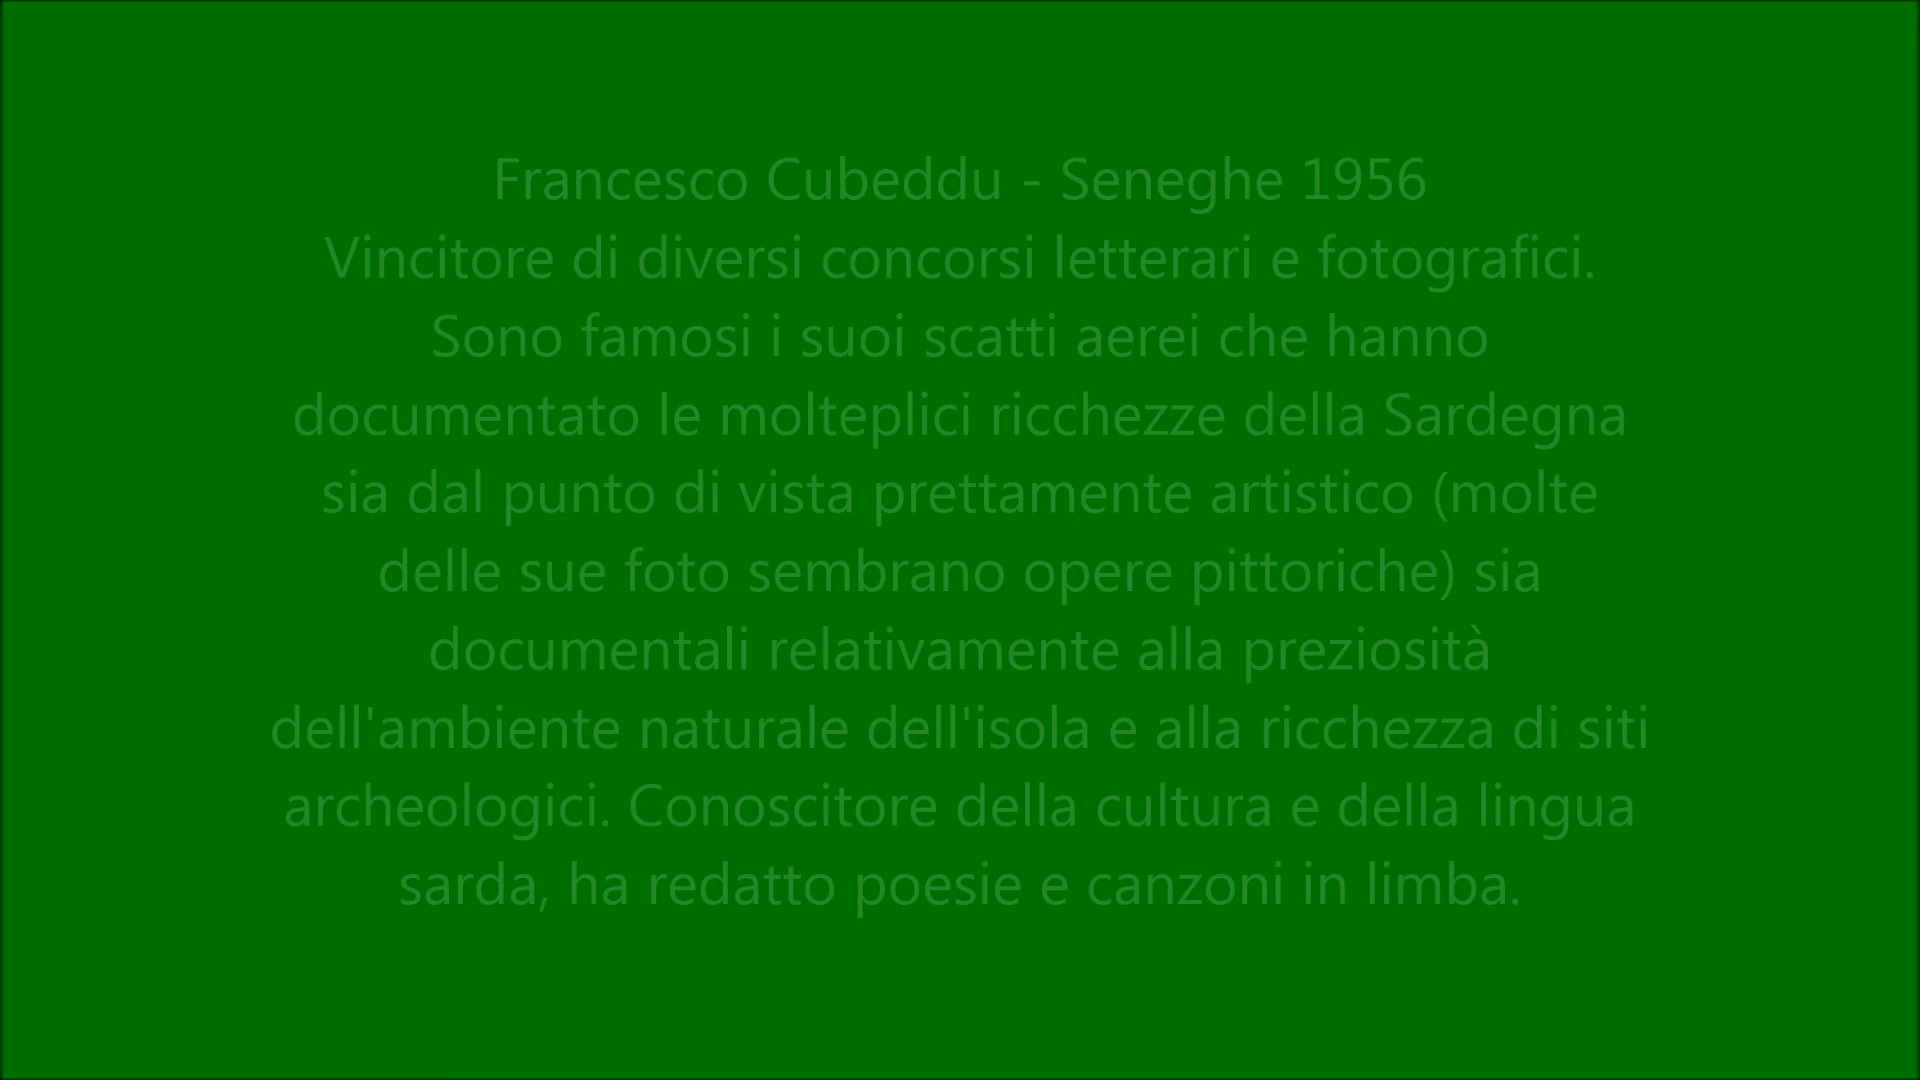 Francesco Cubeddu - Seneghe 1956
Vincitore di diversi concorsi letterari e fotografici.
Sono famosi i suoi scatti aerei che hanno
documentato le molteplici ricchezze della Sardegna
sia dal punto di vista prettamente artistico (molte
delle sue foto sembrano opere pittoriche) sia
documentali relativamente alla preziosità
dell'ambiente naturale dell'isola e alla ricchezza di siti
archeologici. Conoscitore della cultura e della lingua
sarda, ha redatto poesie e canzoni in limba.